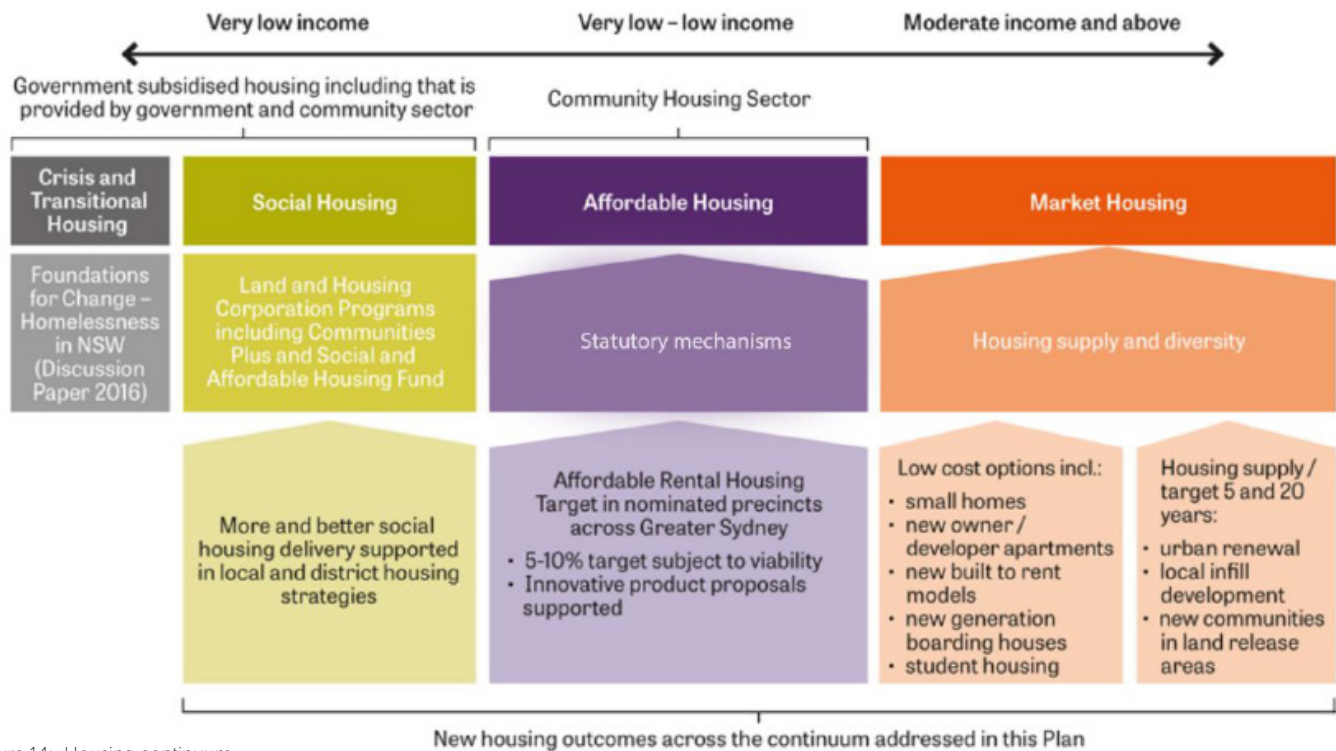 Very low income
Very low – low income
Moderate income and above
Government subsidised housing including that is
provided by government and community sector
Community Housing Sector
Crisis and
Transitional
Housing
Social Housing
Affordable Housing
Market Housing
Foundations
for Change –
Homelessness
in NSW
(Discussion
Paper 2016)
Land and Housing
Corporation Programs
including Communities
Plus and Social and
Affordable Housing Fund
Statutory mechanisms
Housing supply and diversity
More and better social
housing delivery supported
in local and district housing
strategies
Affordable Rental Housing
Target in nominated precincts
across Greater Sydney
• 5-10% target subject to viability
• Innovative product proposals
supported
Low cost options incl.:
• small homes
• new owner /
developer apartments
• new built to rent
models
• new generation
boarding houses
• student housing
Housing supply /
target 5 and 20
years:
• urban renewal
• local infill
development
• new communities
in land release
areas
New housing outcomes across the continuum addressed in this Plan